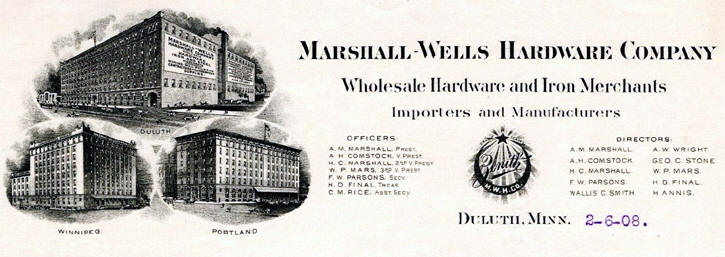 MARSHALL-WELLS HARDWARE COMPANY
Wholesale Hardware and Iron Merchants
Importers and Manufacturers
MARSHALL-WELLS
DULUTH
WINNIPEG
PORTLAND
OFFICERS:
A. M. MARSHALL, PREST.
A. H. COMSTOCK, V. PREST.
H. C. MARSHALL, 2ND V. PREST.
W. P. MARS, 3RD V. PREST.
F. W. PARSONS, SECY.
H. D. FINAL, TREAS.
C. M. RICE, ASST SECY.
Zenith
M.W.H.CO.
DIRECTORS:
A. M. MARSHALL. A. W. WRIGHT.
A. H. COMSTOCK. GEO. C. STONE.
H. C. MARSHALL. W. P. MARS.
F. W. PARSONS. H. D. FINAL.
WALLIS C. SMITH. H. ANNIS.
DULUTH, MINN. 2-6-08.